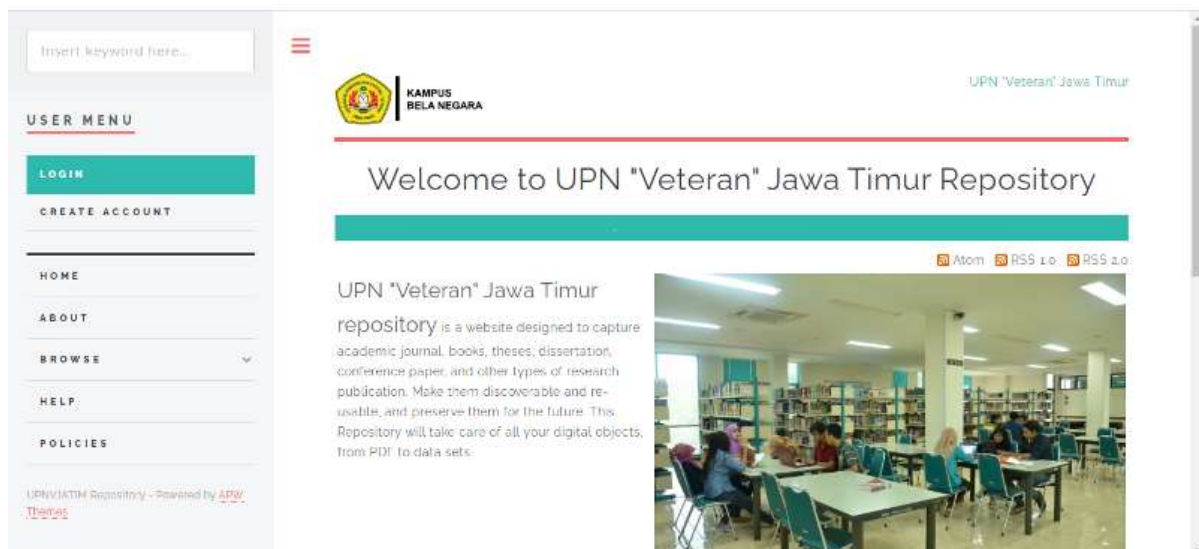 Insert keyword here...
USER MENU
LOGIN
CREATE ACCOUNT
HOME
ABOUT
BROWSE
HELP
POLICIES
UPNVJATIM Repository - Powered by APW
Themes
KAMPUS
BELA NEGARA
UPN "Veteran" Jawa Timur
Welcome to UPN "Veteran" Jawa Timur Repository
Atom RSS 1.0 RSS 2.0
UPN "Veteran" Jawa Timur
repository is a website designed to capture
academic journal, books, theses, dissertation,
conference paper, and other types of research
publication. Make them discoverable and re-
usable, and preserve them for the future. This
Repository will take care of all your digital objects,
from PDF to data sets.